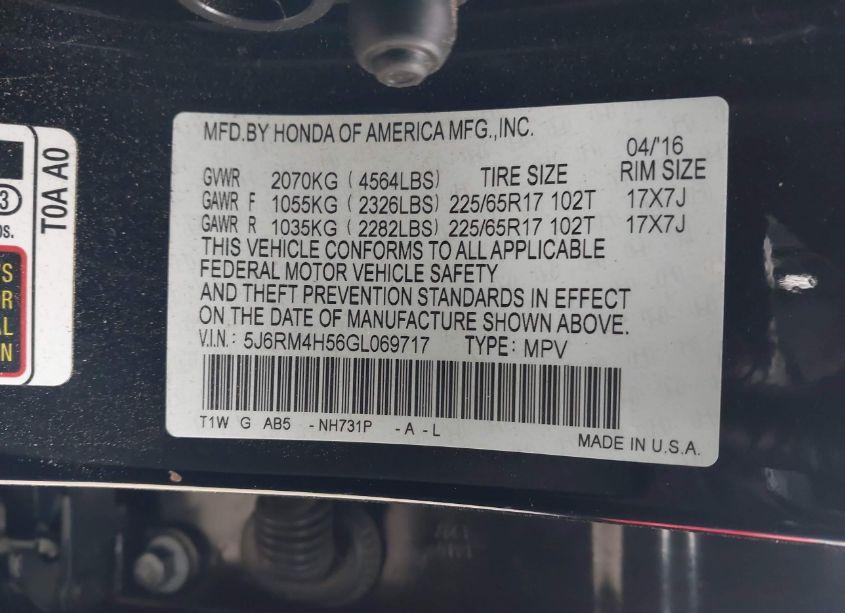 MFD.BY HONDA OF AMERICA MFG.,INC.
04/'16
GVWR 2070KG ( 4564LBS) TIRE SIZE RIM SIZE
GAWR F 1055KG ( 2326LBS) 225/65R17 102T 17X7J
GAWR R 1035KG ( 2282LBS) 225/65R17 102T 17X7J
THIS VEHICLE CONFORMS TO ALL APPLICABLE
FEDERAL MOTOR VEHICLE SAFETY
AND THEFT PREVENTION STANDARDS IN EFFECT
ON THE DATE OF MANUFACTURE SHOWN ABOVE.
V.I.N.: 5J6RM4H56GL069717 TYPE: MPV
T1W G AB5 -NH731P -A-L
MADE IN U.S.A.
T0A A0